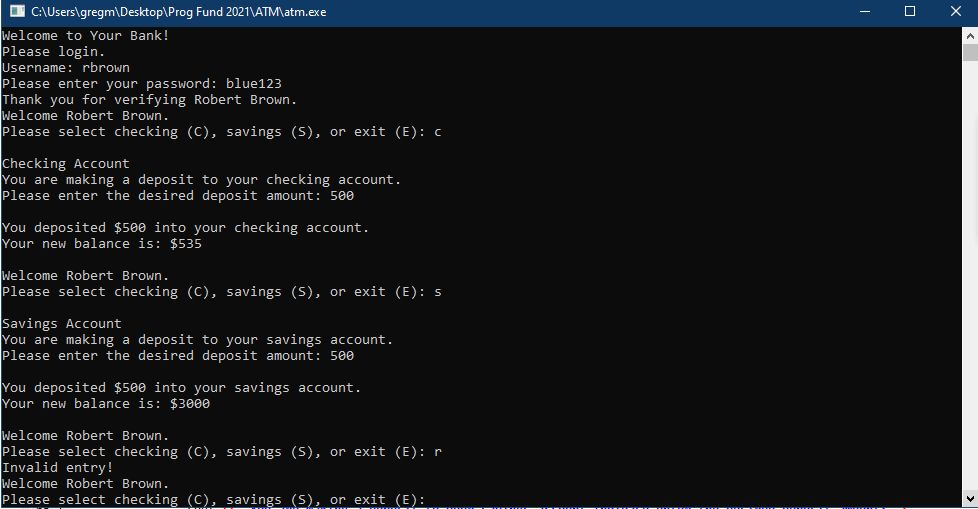 C:\Users\gregm\Desktop\Prog Fund 2021\ATM\atm.exe
Welcome to Your Bank!
Please login.
Username: rbrown
Please enter your password: blue123
Thank you for verifying Robert Brown.
Welcome Robert Brown.
Please select checking (C), savings (S), or exit (E): c
Checking Account
You are making a deposit to your checking account.
Please enter the desired deposit amount: 500
You deposited $500 into your checking account.
Your new balance is: $535
Welcome Robert Brown.
Please select checking (C), savings (S), or exit (E): s
Savings Account
You are making a deposit to your savings account.
Please enter the desired deposit amount: 500
You deposited $500 into your savings account.
Your new balance is: $3000
Welcome Robert Brown.
Please select checking (C), savings (S), or exit (E): r
Invalid entry!
Welcome Robert Brown.
Please select checking (C), savings (S), or exit (E):